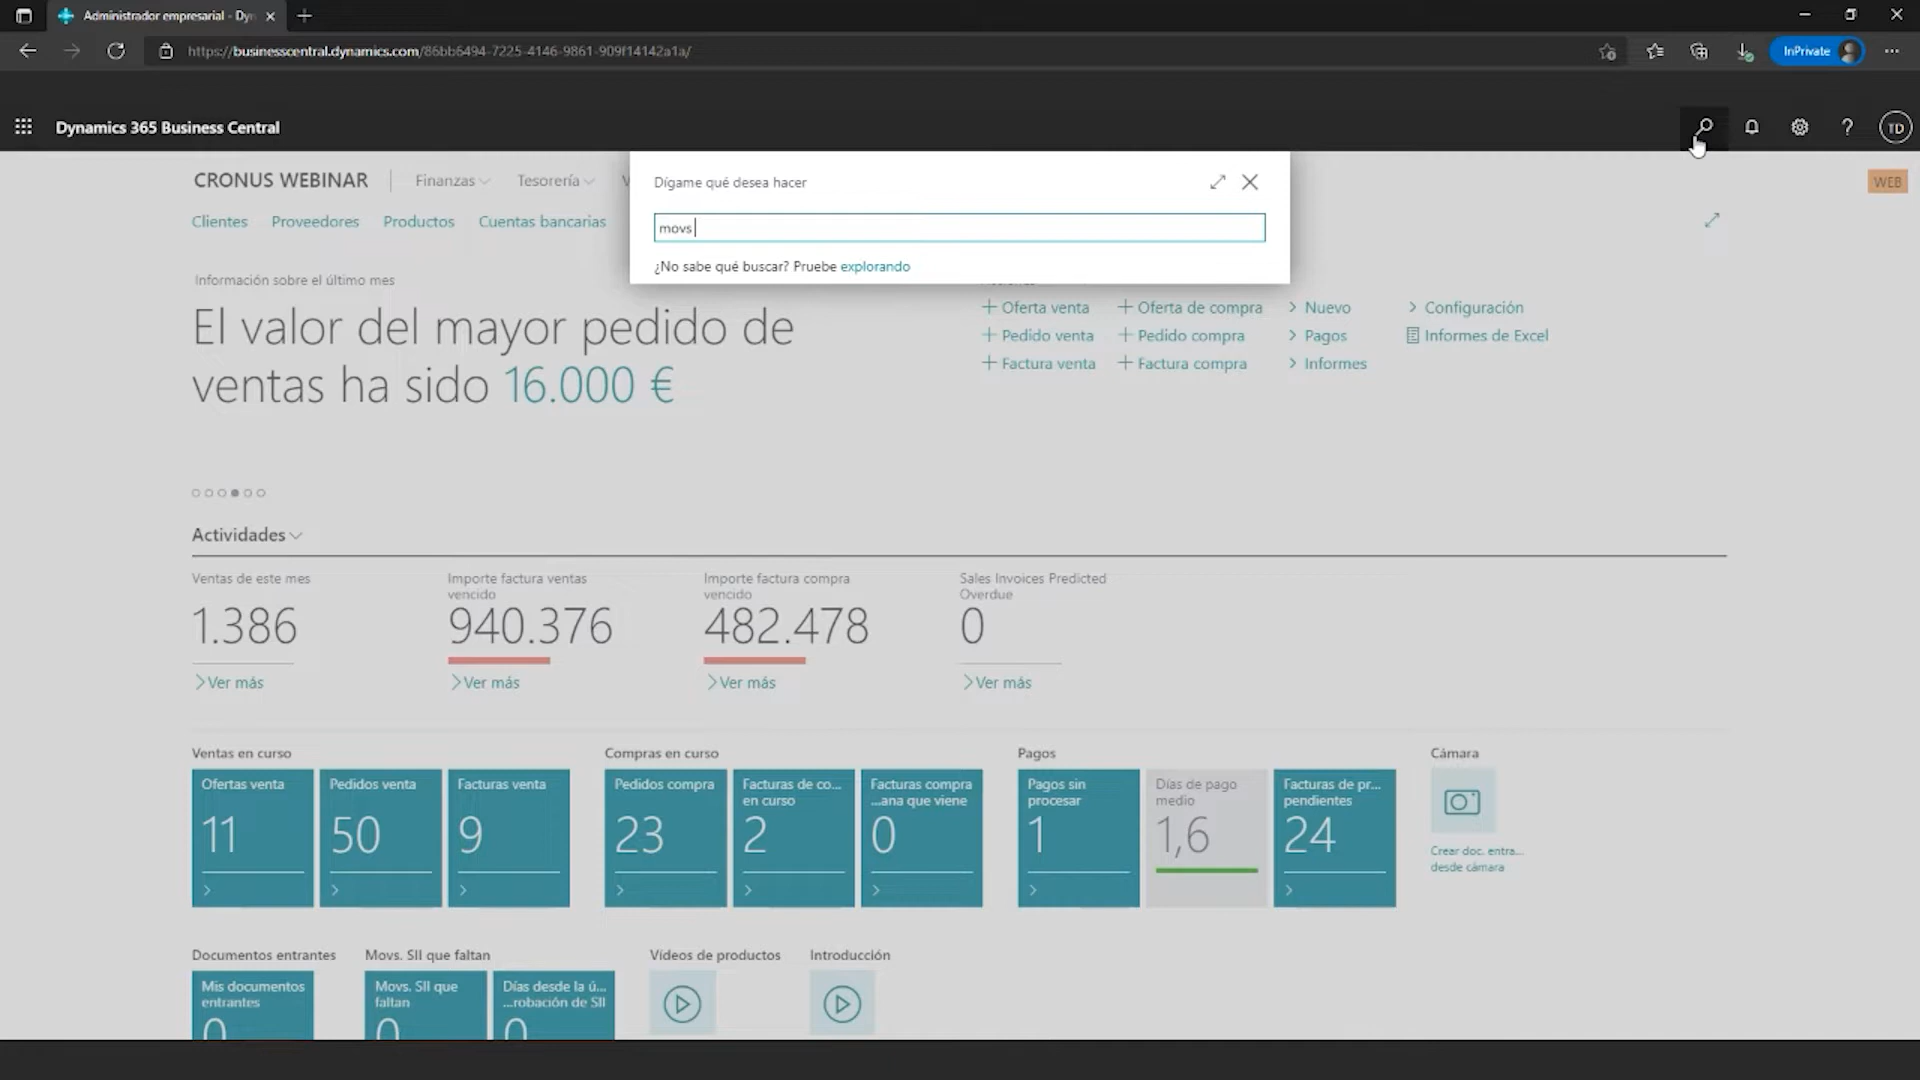 Administrador empresarial - Dyn
https://businesscentral.dynamics.com/86bb6494-7225-4146-9861-909f14142a1a/
InPrivate
Dynamics 365 Business Central
TD
CRONUS WEBINAR
Finanzas
Tesorería
Dígame qué desea hacer
WEB
Clientes
Proveedores
Productos
Cuentas bancarias
movs
¿No sabe qué buscar? Pruebe explorando
Información sobre el último mes
El valor del mayor pedido de
ventas ha sido 16.000 €
+ Oferta venta
+ Oferta de compra
> Nuevo
> Configuración
+ Pedido venta
+ Pedido compra
> Pagos
Informes de Excel
+ Factura venta
+ Factura compra
> Informes
Actividades
Ventas de este mes
1.386
>Ver más
Importe factura ventas
vencido
940.376
>Ver más
Importe factura compra
vencido
482.478
>Ver más
Sales Invoices Predicted
Overdue
0
>Ver más
Ventas en curso
Ofertas venta
11
Pedidos venta
50
Facturas venta
9
Compras en curso
Pedidos compra
23
Facturas de co...
en curso
2
Facturas compra
...ana que viene
0
Pagos
Pagos sin
procesar
1
Días de pago
medio
1,6
Facturas de pr...
pendientes
24
Cámara
Crear doc. entra...
desde cámara
Documentos entrantes
Mis documentos
entrantes
0
Movs. SII que faltan
Movs. SII que
faltan
0
Días desde la ú...
...robación de SII
0
Vídeos de productos
Introducción